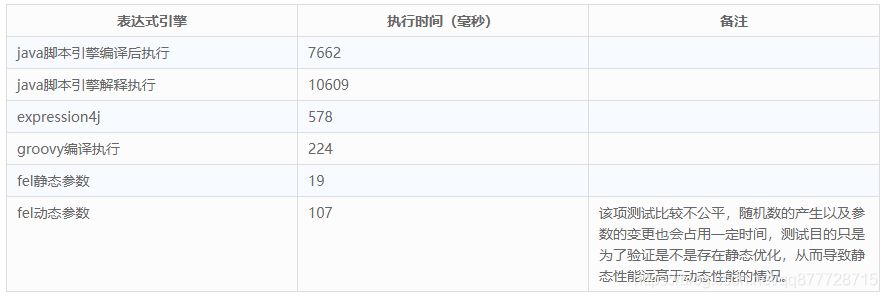 表达式引擎 执行时间（毫秒） 备注
java脚本引擎编译后执行 7662
java脚本引擎解释执行 10609
expression4j 578
groovy编译执行 224
fel静态参数 19
fel动态参数 107 该项测试比较不公平，随机数的产生以及参
数的变更也会占用一定时间，测试目的只是
为了验证是不是存在静态优化，从而导致静
态性能远高于动态性能的情况。
qq877728715